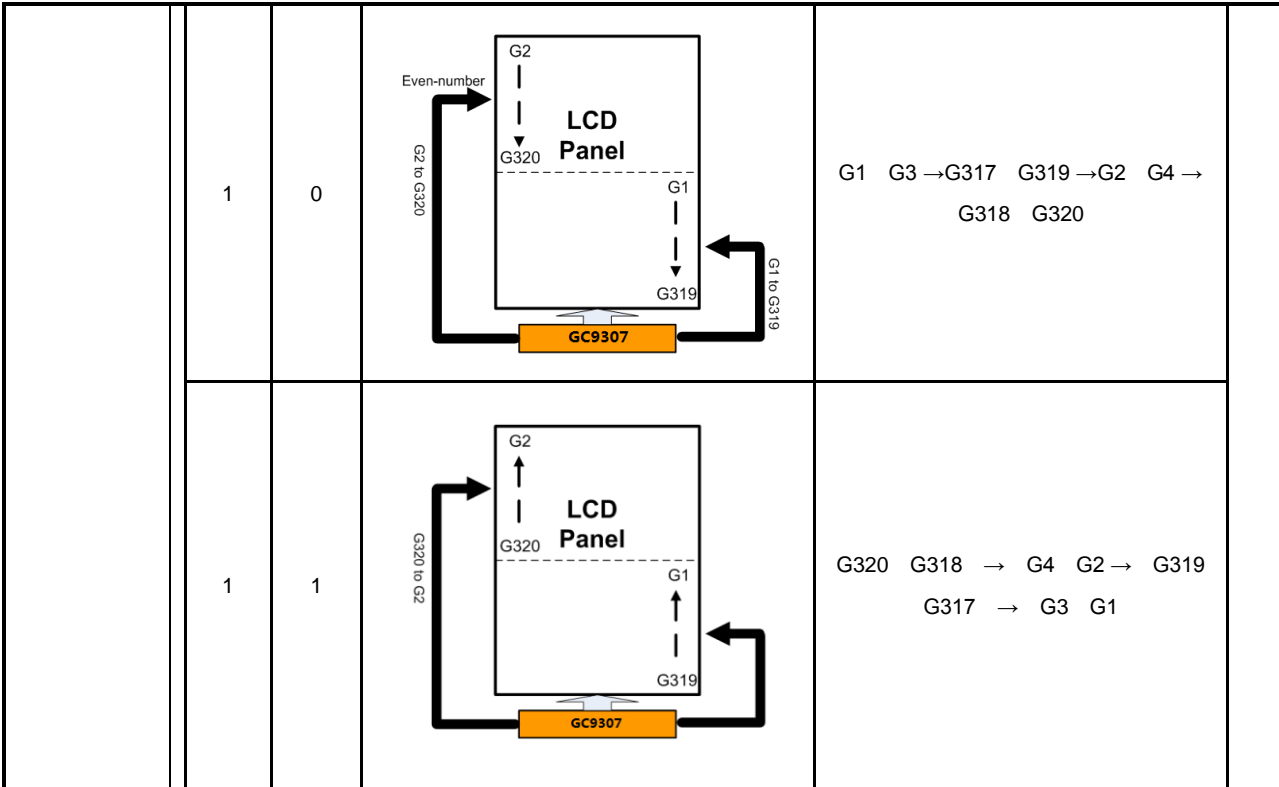 1
0
G2
Even-number
LCD
Panel
G320
G2 to G320
G1
G319
G1 to G319
GC9307
G1 G3 →G317 G319 →G2 G4 →
G318 G320
1
1
G2
LCD
Panel
G320
G320 to G2
G1
G319
GC9307
G320 G318 → G4 G2 → G319
G317 → G3 G1